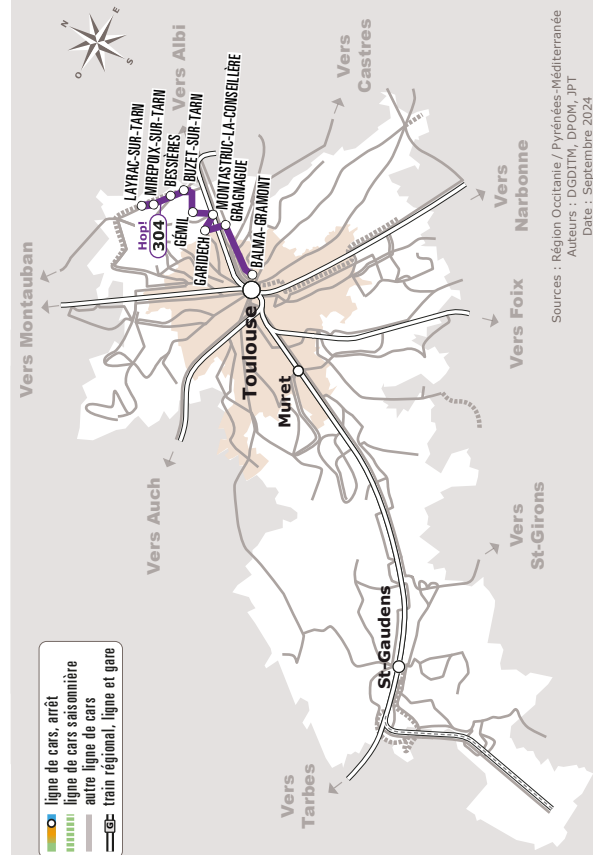 N
E
S
O
Vers Albi
Vers
Castres
Vers
Narbonne
Vers Foix
Vers
St-Girons
Vers
Tarbes
Vers Auch
Vers Montauban
Hop!
304
LAYRAC-SUR-TARN
MIREPOIX-SUR-TARN
BESSIÈRES
BUZET-SUR-TARN
GÉMIL
MONTASTRUC-LA-CONSEILLÈRE
GARIDECH
GRAGNAGUE
BALMA-GRAMONT
Toulouse
Muret
St-Gaudens
ligne de cars, arrêt
ligne de cars saisonnière
autre ligne de cars
G train régional, ligne et gare
Sources : Région Occitanie / Pyrénées-Méditerranée
Auteurs : DGDITM, DPOM, JPT
Date : Septembre 2024